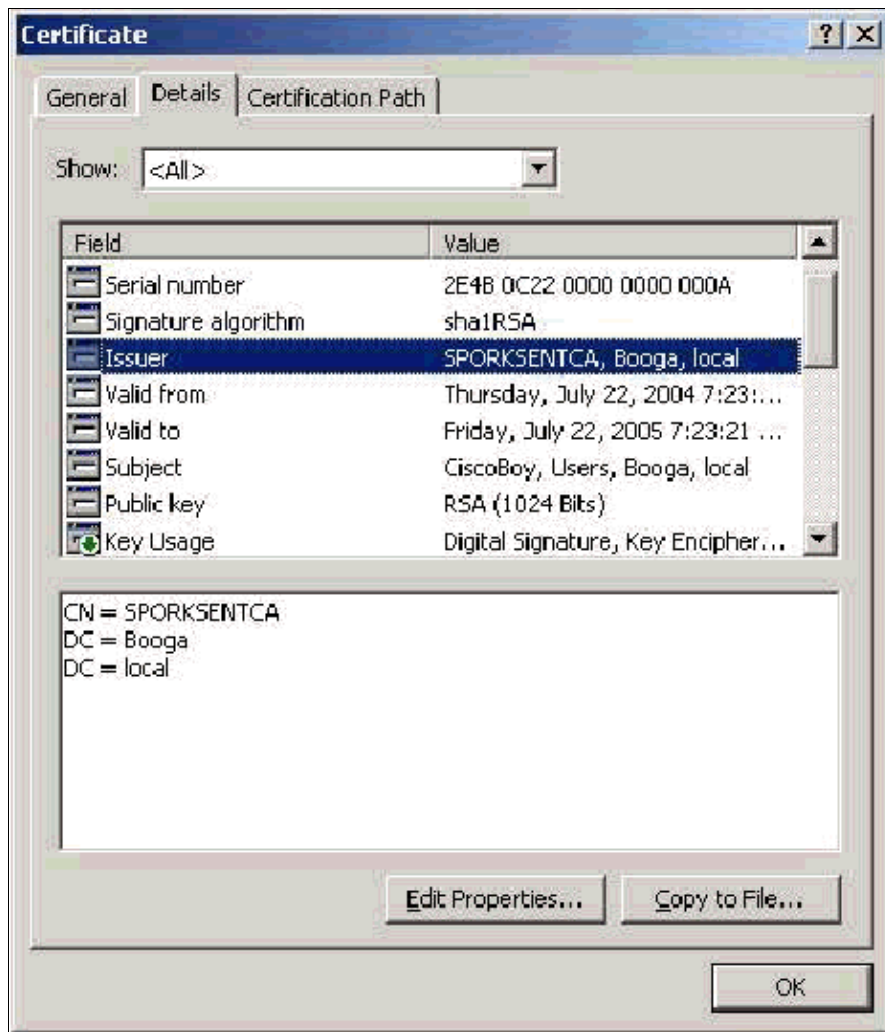 Certificate
General Details Certification Path
Show: <All>
Field Value
Serial number 2E4B 0C22 0000 0000 000A
Signature algorithm sha1RSA
Issuer SPORKSENTCA, Booga, local
Valid from Thursday, July 22, 2004 7:23:...
Valid to Friday, July 22, 2005 7:23:21 ...
Subject CiscoBoy, Users, Booga, local
Public key RSA (1024 Bits)
Key Usage Digital Signature, Key Encipher...
CN = SPORKSENTCA
DC = Booga
DC = local
Edit Properties... Copy to File...
OK